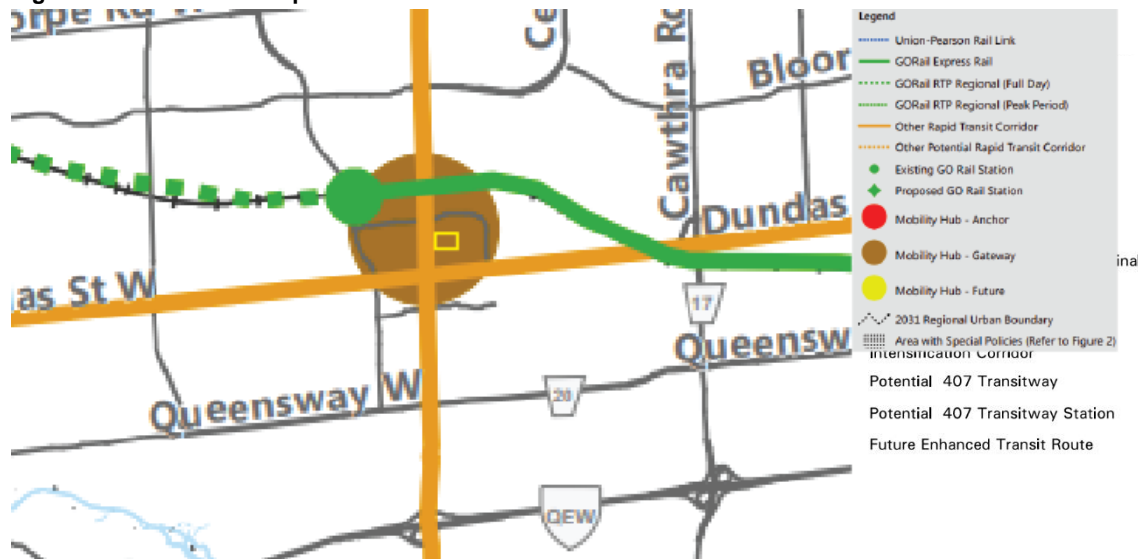 Ce
Cawthra Rd
Bloor
Dundas
as St W
17
Queensw
Queensway W
20
QEW
Legend
Union-Pearson Rail Link
GORail Express Rail
GORail RTP Regional (Full Day)
GORail RTP Regional (Peak Period)
Other Rapid Transit Corridor
Other Potential Rapid Transit Corridor
Existing GO Rail Station
Proposed GO Rail Station
Mobility Hub - Anchor
Mobility Hub - Gateway
inal
Mobility Hub - Future
2031 Regional Urban Boundary
Area with Special Policies (Refer to Figure 2)
Intensification Corridor
Potential 407 Transitway
Potential 407 Transitway Station
Future Enhanced Transit Route